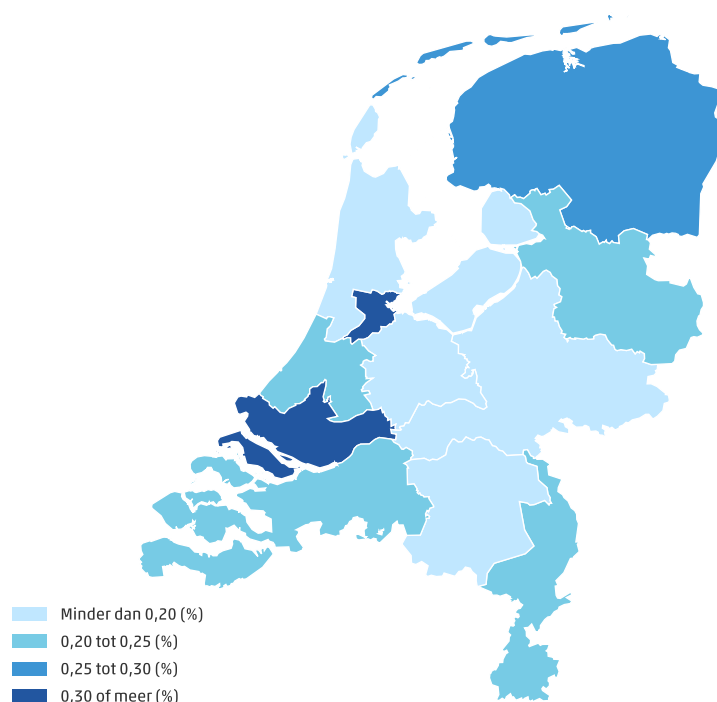 Minder dan 0,20 (%)
0,20 tot 0,25 (%)
0,25 tot 0,30 (%)
0,30 of meer (%)